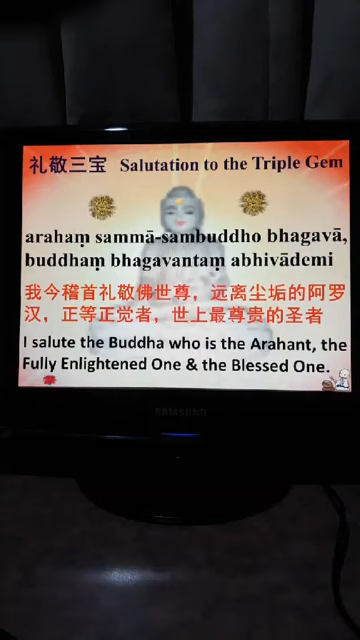 礼敬三宝 Salutation to the Triple Gem
arahaṃ sammā-sambuddho bhagavā,
buddhaṃ bhagavantaṃ abhivādemi
我今稽首礼敬佛世尊，远离尘垢的阿罗
汉，正等正觉者，世上最尊贵的圣者
I salute the Buddha who is the Arahant, the
Fully Enlightened One & the Blessed One.
SAMSUNG